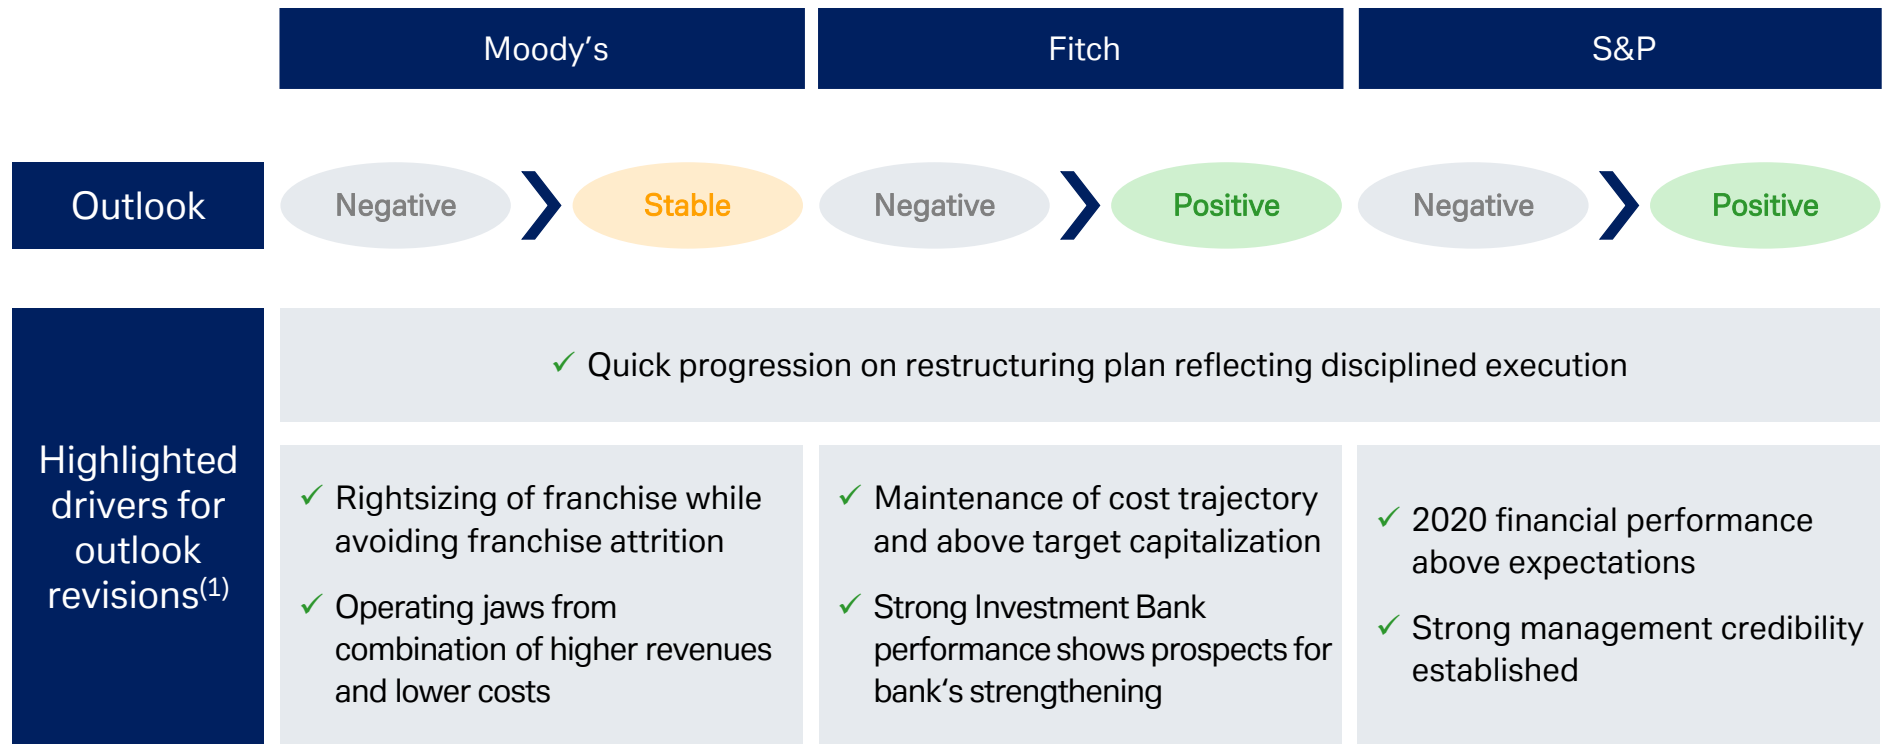 Moody’s
Fitch
S&P
Outlook
Negative
Stable
Negative
Positive
Negative
Positive
Highlighted
drivers for
outlook
revisions(1)
✓ Quick progression on restructuring plan reflecting disciplined execution
✓ Rightsizing of franchise while
avoiding franchise attrition
✓ Operating jaws from
combination of higher revenues
and lower costs
✓ Maintenance of cost trajectory
and above target capitalization
✓ Strong Investment Bank
performance shows prospects for
bank‘s strengthening
✓ 2020 financial performance
above expectations
✓ Strong management credibility
established